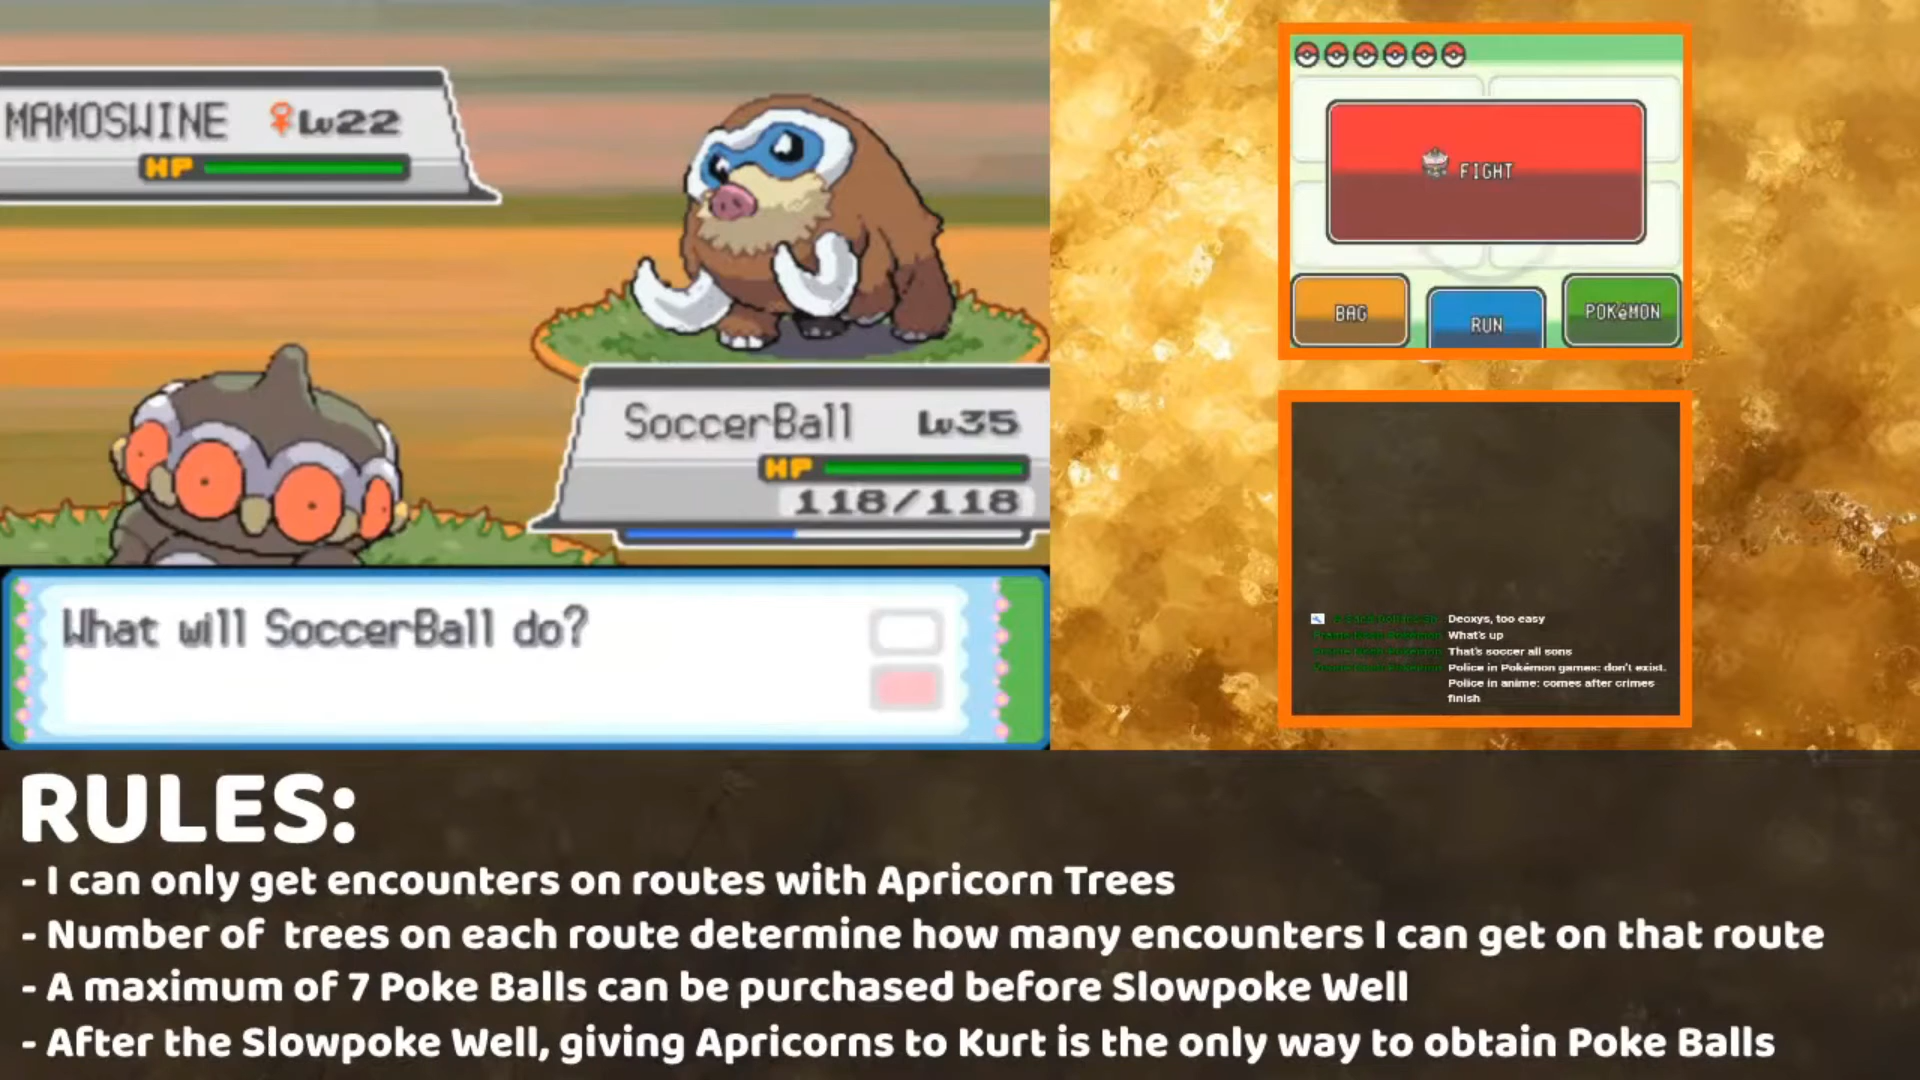 MAMOSWINE ♀Lv22
HP
SoccerBall Lv35
HP
118/118
What will SoccerBall do?
FIGHT
BAG
RUN
POKéMON
Deoxys, too easy
What's up
That's soccer all sons
Police in Pokémon games: don't exist.
Police in anime: comes after crimes
finish
RULES:
- I can only get encounters on routes with Apricorn Trees
- Number of trees on each route determine how many encounters I can get on that route
- A maximum of 7 Poke Balls can be purchased before Slowpoke Well
- After the Slowpoke Well, giving Apricorns to Kurt is the only way to obtain Poke Balls